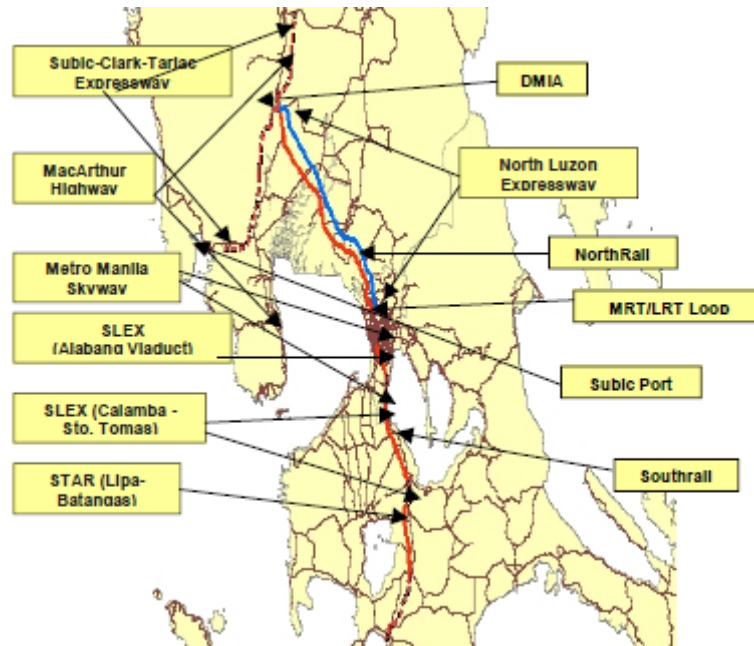 Subic-Clark-Tarlac
Expressway
DMIA
MacArthur
Highway
North Luzon
Expressway
Metro Manila
Skyway
NorthRail
MRT/LRT Loop
SLEX
(Alabang Viaduct)
Subic Port
SLEX (Calamba -
Sto. Tomas)
STAR (Lipa-
Batangas)
Southrail